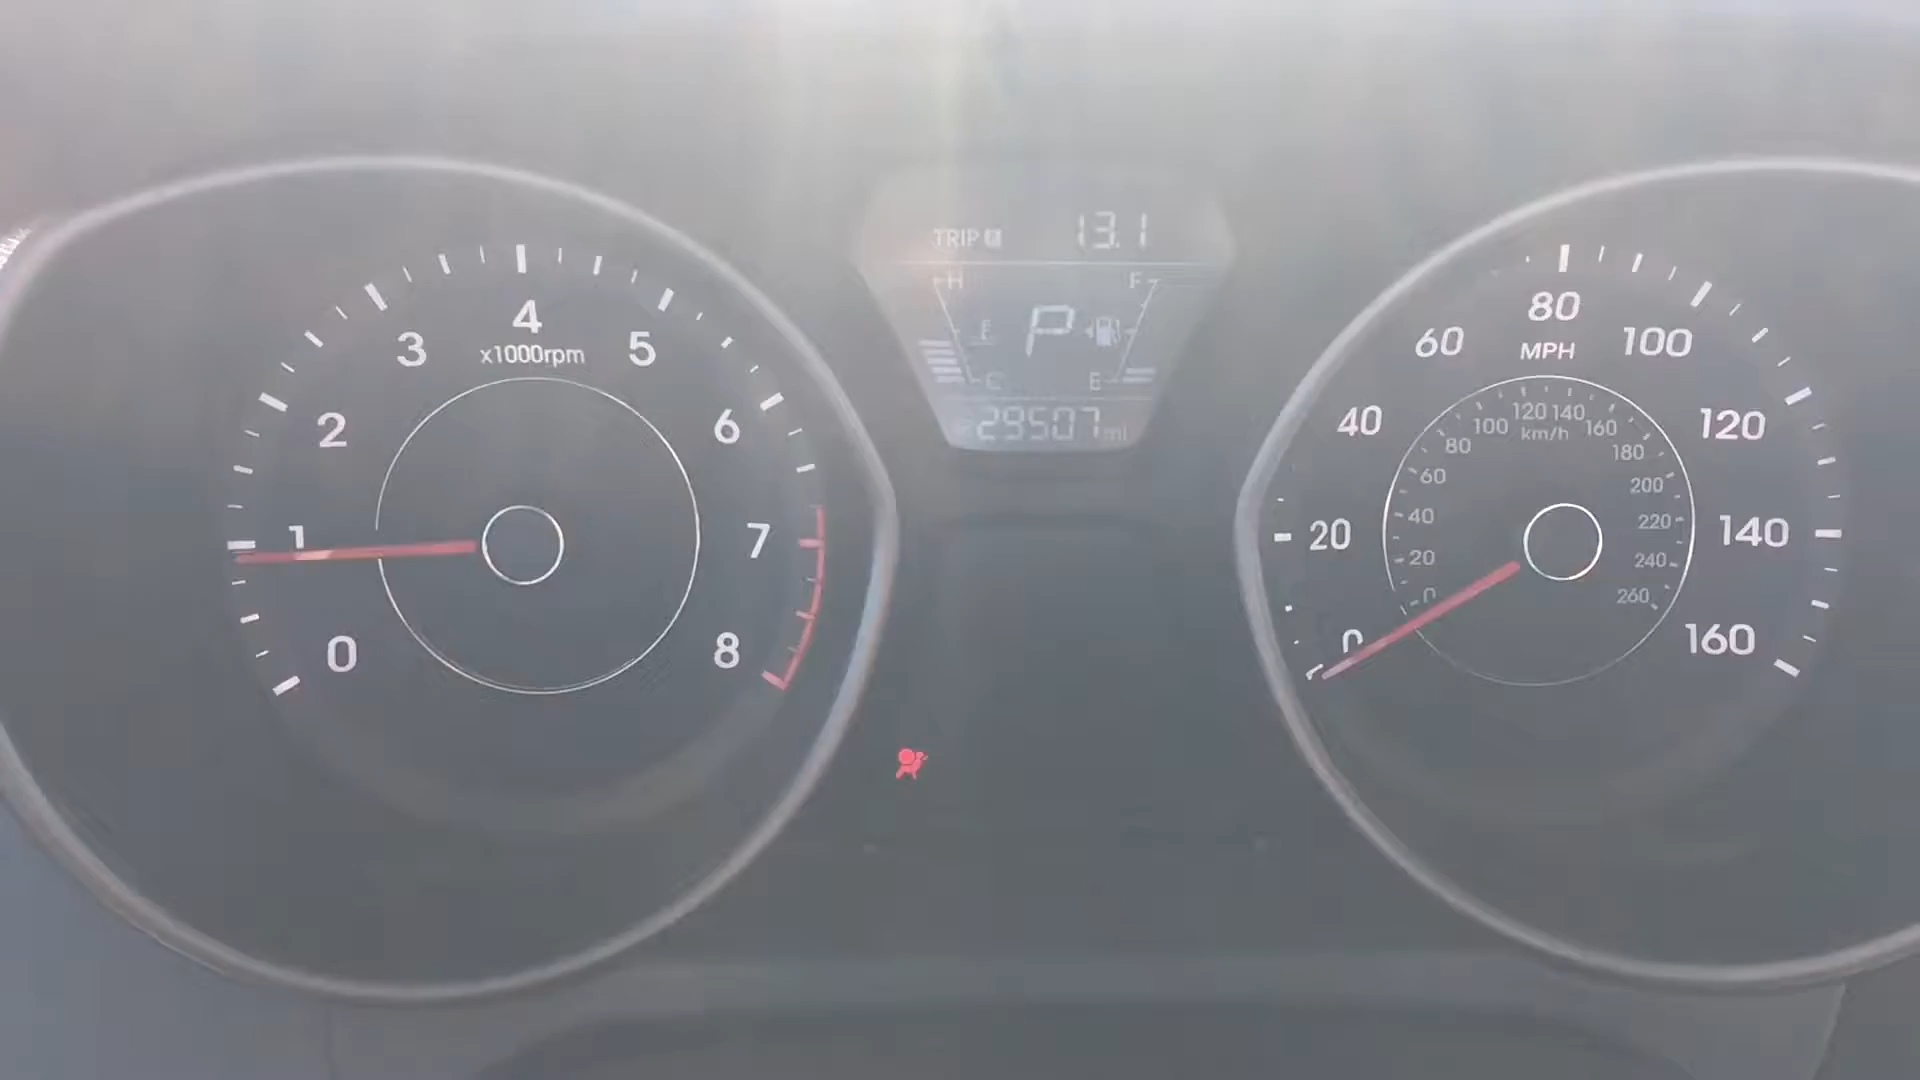 TRIP 13.1
H F
E P
C E
29507 mi
0 1 2 3 4 5 6 7 8
x1000rpm
0 20 40 60 80 100 120 140 160
MPH
0 20 40 60 80 100 120 140 160 180 200 220 240 260
km/h